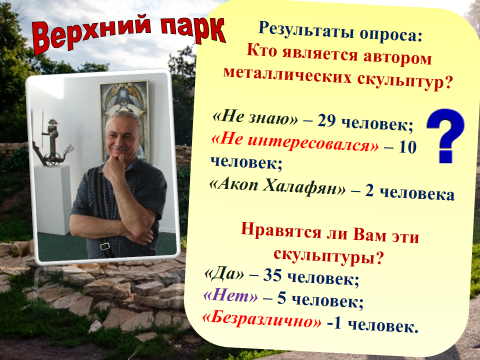 Верхний парк
Результаты опроса:
Кто является автором
металлических скульптур?
«Не знаю» – 29 человек;
«Не интересовался» – 10
человек;
«Акоп Халафян» – 2 человека
?
Нравятся ли Вам эти
скульптуры?
«Да» – 35 человек;
«Нет» – 5 человек;
«Безразлично» -1 человек.